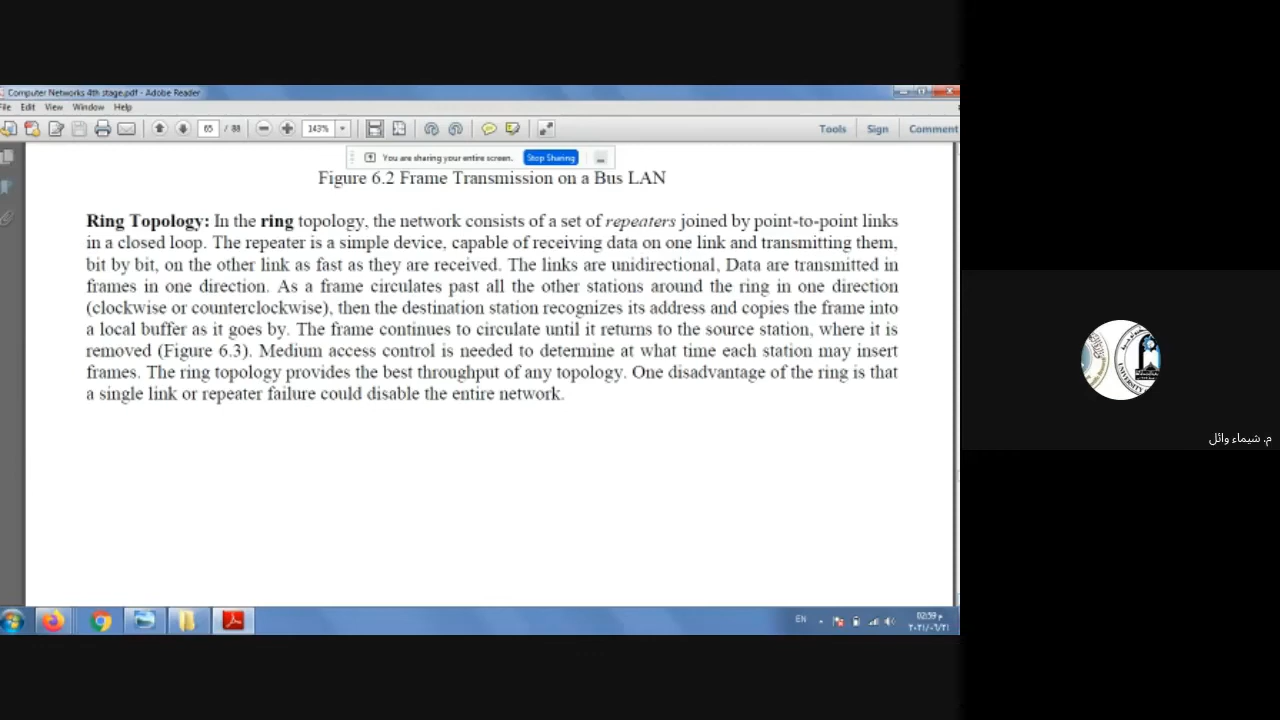 Computer Networks 4th stage.pdf - Adobe Reader
File Edit View Window Help
65 / 88 143% Tools Sign Comment
You are sharing your entire screen. Stop Sharing
Figure 6.2 Frame Transmission on a Bus LAN
Ring Topology: In the ring topology, the network consists of a set of repeaters joined by point-to-point links
in a closed loop. The repeater is a simple device, capable of receiving data on one link and transmitting them,
bit by bit, on the other link as fast as they are received. The links are unidirectional, Data are transmitted in
frames in one direction. As a frame circulates past all the other stations around the ring in one direction
(clockwise or counterclockwise), then the destination station recognizes its address and copies the frame into
a local buffer as it goes by. The frame continues to circulate until it returns to the source station, where it is
removed (Figure 6.3). Medium access control is needed to determine at what time each station may insert
frames. The ring topology provides the best throughput of any topology. One disadvantage of the ring is that
a single link or repeater failure could disable the entire network.
م. شيماء وائل
EN
02:59 م
٢٠٢١/٠٦/٢١